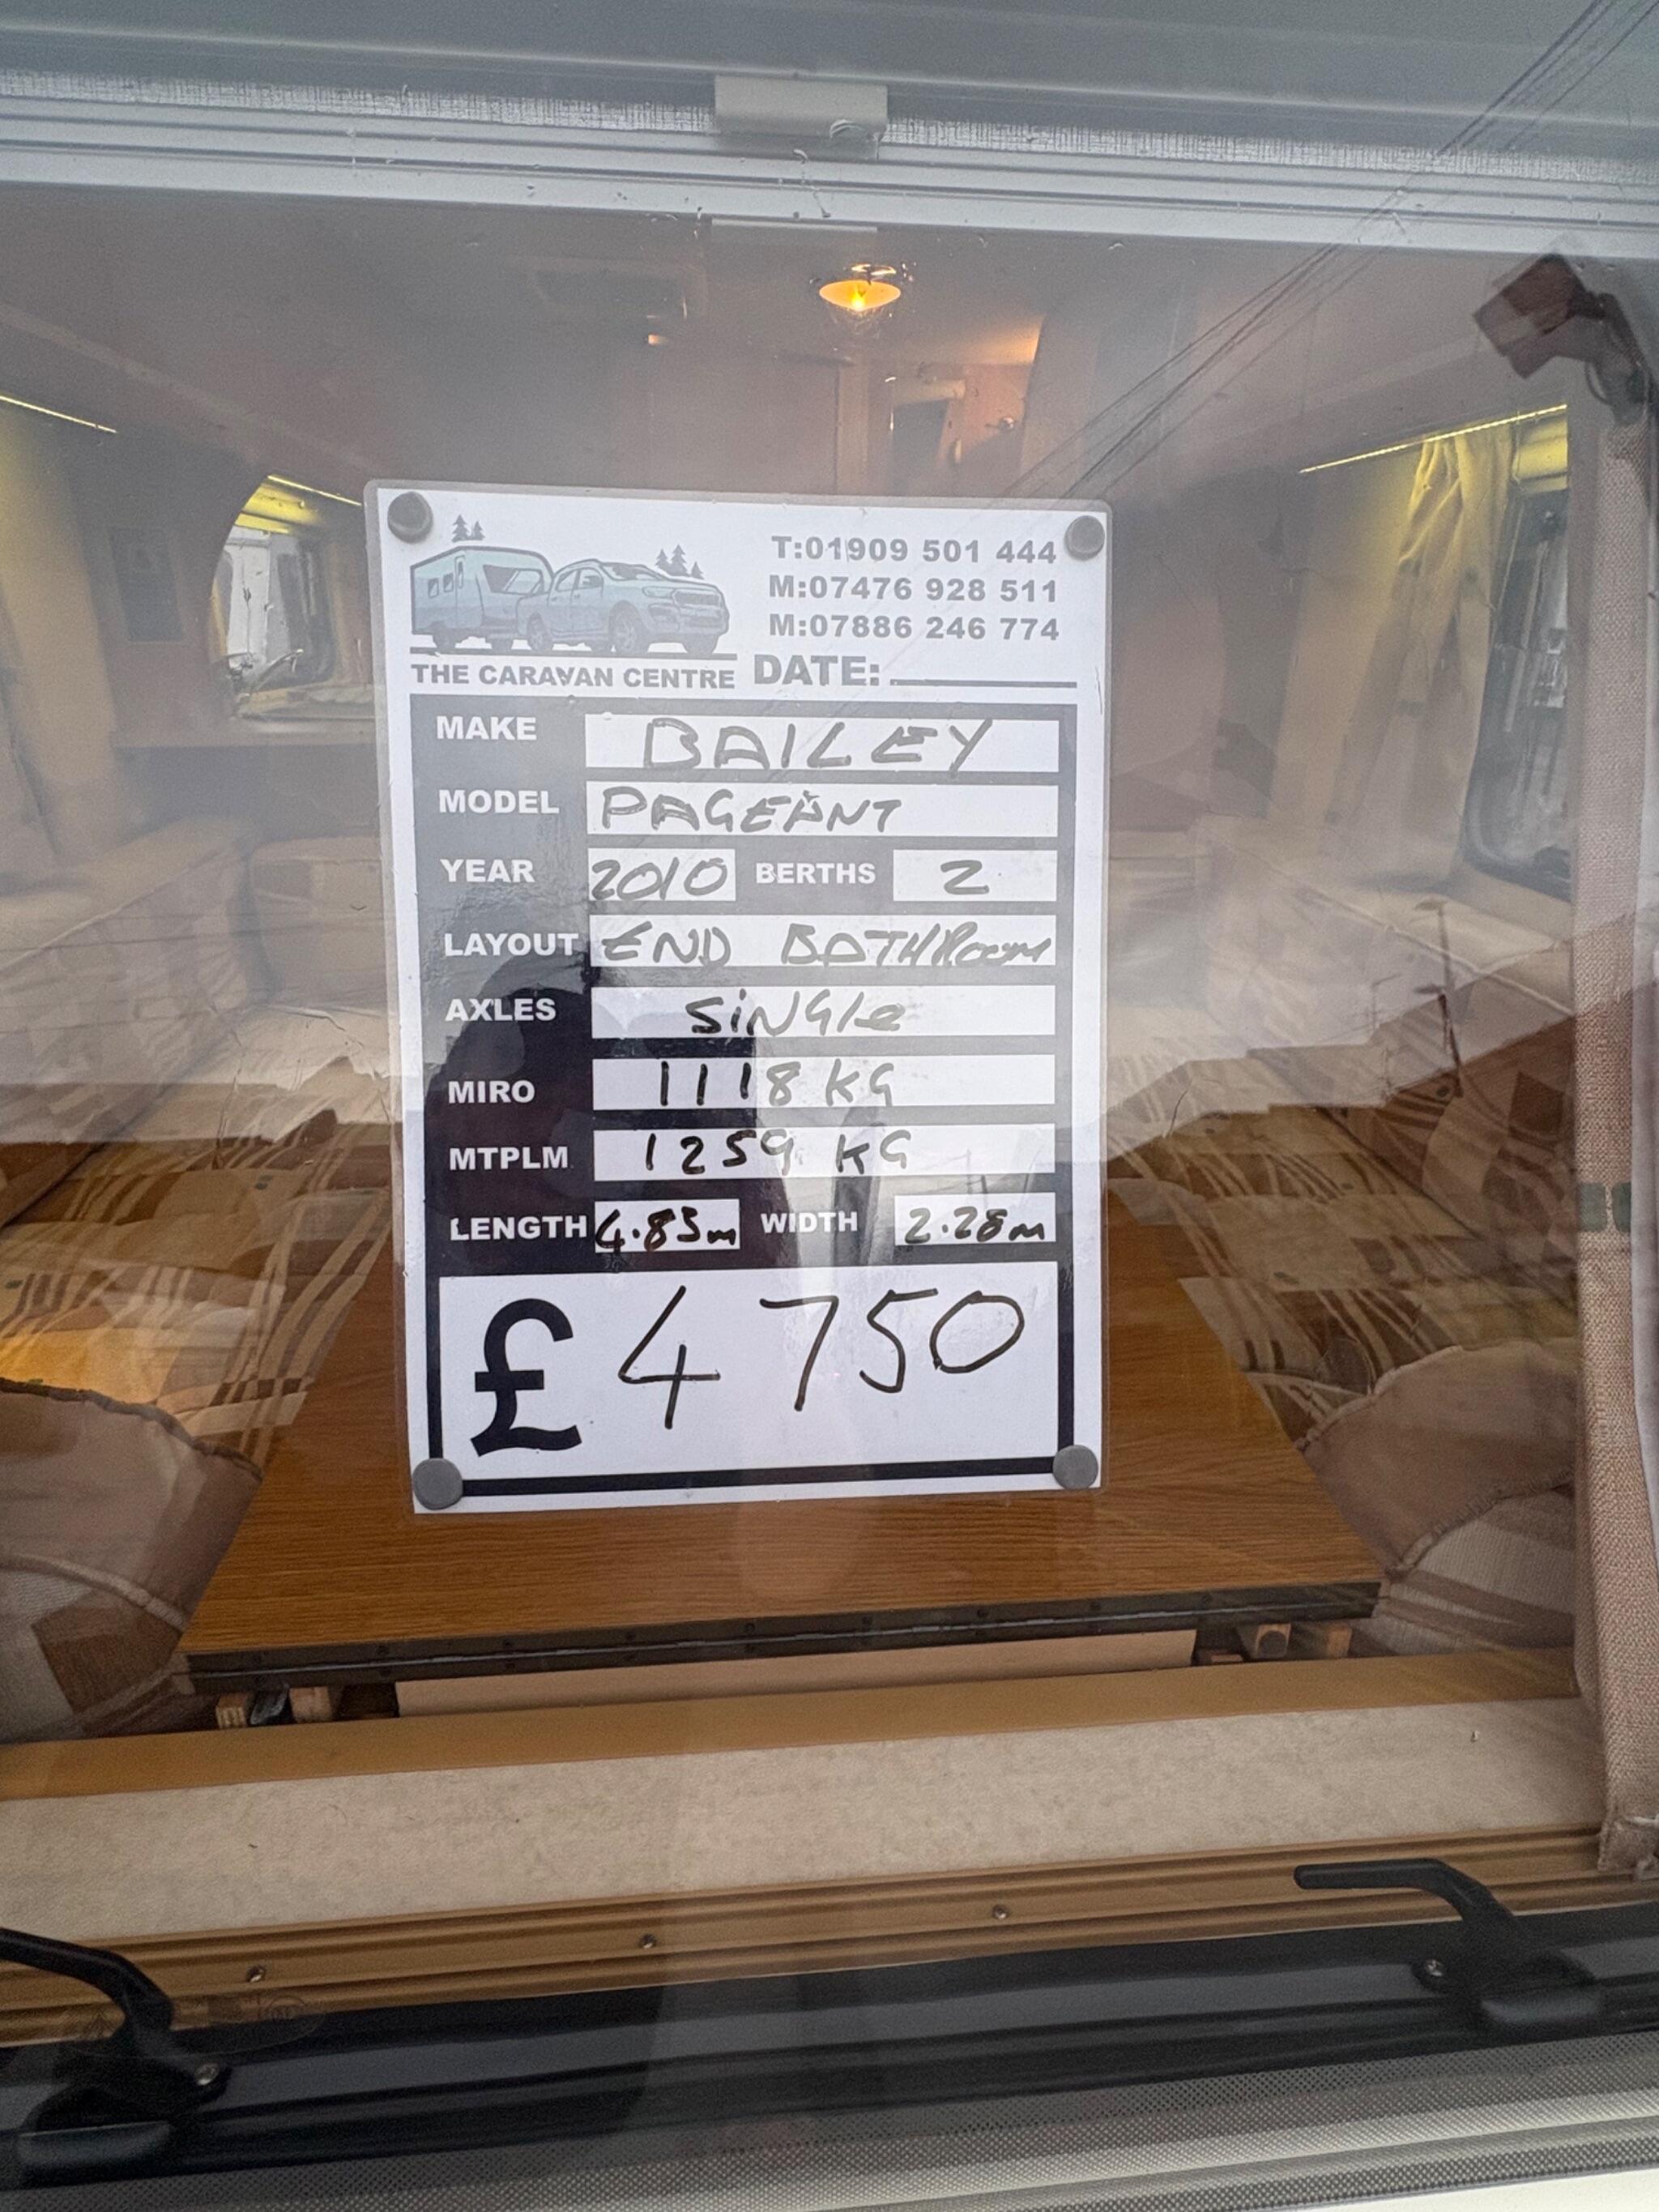 T:01909 501 444
M:07476 928 511
M:07886 246 774
THE CARAVAN CENTRE DATE:
MAKE BAILEY
MODEL PAGEANT
YEAR 2010 BERTHS 2
LAYOUT END BATHROOM
AXLES SiNGle
MIRO 1118 KG
MTPLM 1259 KG
LENGTH 4.83m WIDTH 2.28m
£4750